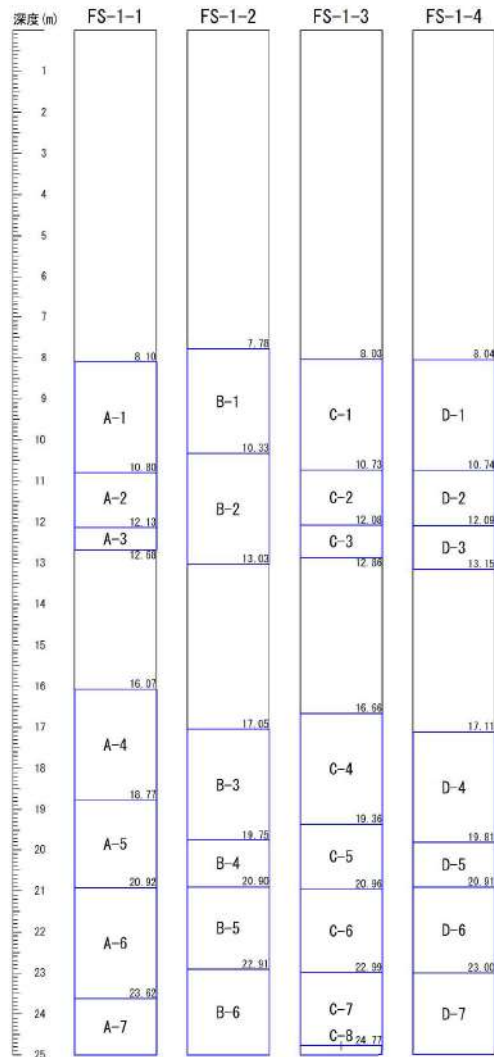 深度(m) FS-1-1 FS-1-2 FS-1-3 FS-1-4
1
2
3
4
5
6
7
7.78
8 8.10 8.03 8.04
9
B-1
A-1 C-1 D-1
10
10.33
10.80 10.73 10.74
11
A-2 C-2 D-2
B-2
12 12.13 12.08 12.09
A-3 C-3 D-3
12.68 12.86
13 13.03 13.15
14
15
16 16.07
16.66
17 17.05 17.11
A-4 C-4
18
B-3 D-4
18.77
19
19.36
19.75 19.81
20
A-5 B-4 C-5 D-5
20.92 20.90 20.96 20.91
21
B-5
22
A-6 C-6 D-6
22.91 22.99 23.00
23
23.62
24 B-6 C-7 D-7
A-7
C-8 24.77
25